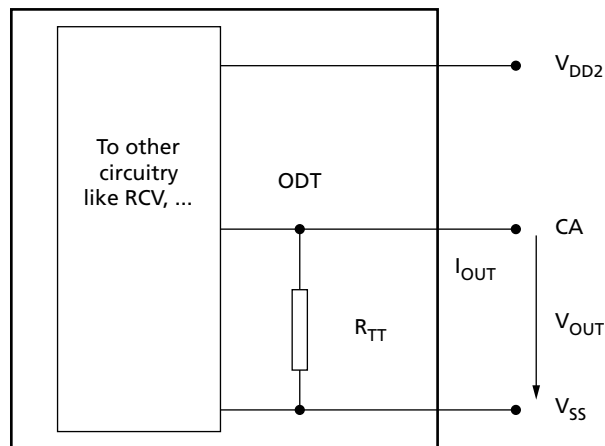 V_DD2
To other
circuitry
like RCV, ...
ODT
CA
I_OUT
R_TT
V_OUT
V_SS